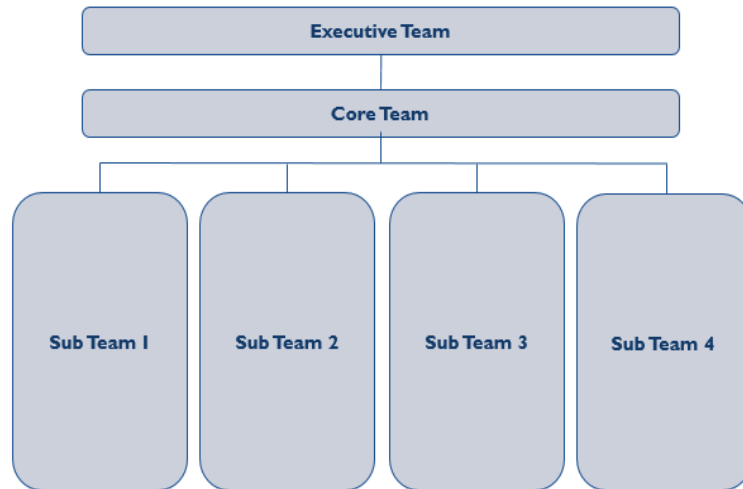 Executive Team
Core Team
Sub Team 1
Sub Team 2
Sub Team 3
Sub Team 4